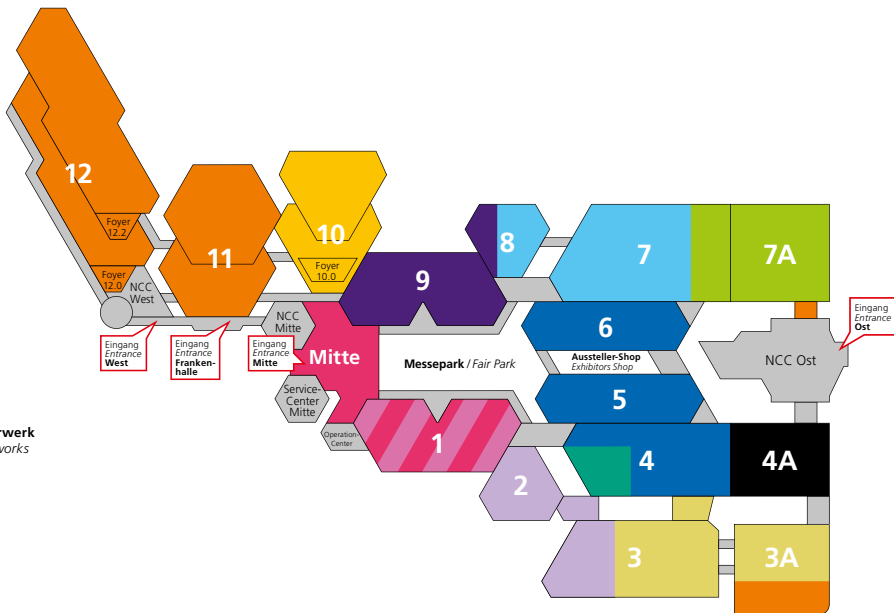 12
Foyer
12.2
Foyer
12.0
NCC
West
11
10
Foyer
10.0
9
8
7
7A
NCC
Mitte
Mitte
Eingang
Entrance
West
Eingang
Entrance
Franken-
halle
Eingang
Entrance
Mitte
Messepark / Fair Park
6
Aussteller-Shop
Exhibitors Shop
Eingang
Entrance
Ost
NCC Ost
Service-
Center
Mitte
5
Operation-
Center
1
4
4A
2
3
3A
rwerk
works